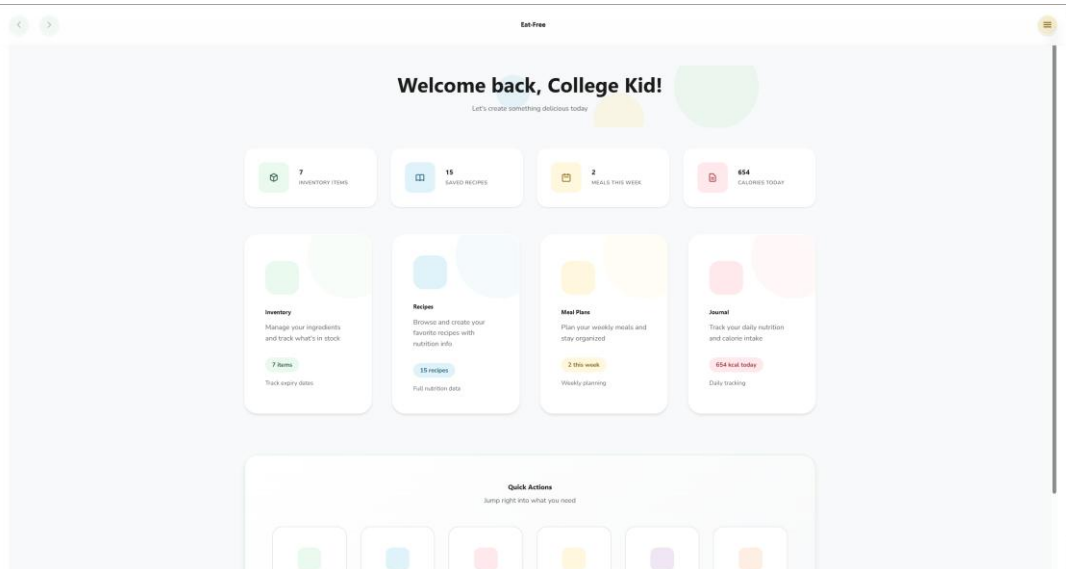 Eat-Free
Welcome back, College Kid!
Let's create something delicious today
7
INVENTORY ITEMS
15
SAVED RECIPES
2
MEALS THIS WEEK
654
CALORIES TODAY
Inventory
Manage your ingredients
and track what's in stock
7 items
Track expiry dates
Recipes
Browse and create your
favorite recipes with
nutrition info
15 recipes
Full nutrition data
Meal Plans
Plan your weekly meals and
stay organized
2 this week
Weekly planning
Journal
Track your daily nutrition
and calorie intake
654 kcal today
Daily tracking
Quick Actions
Jump right into what you need